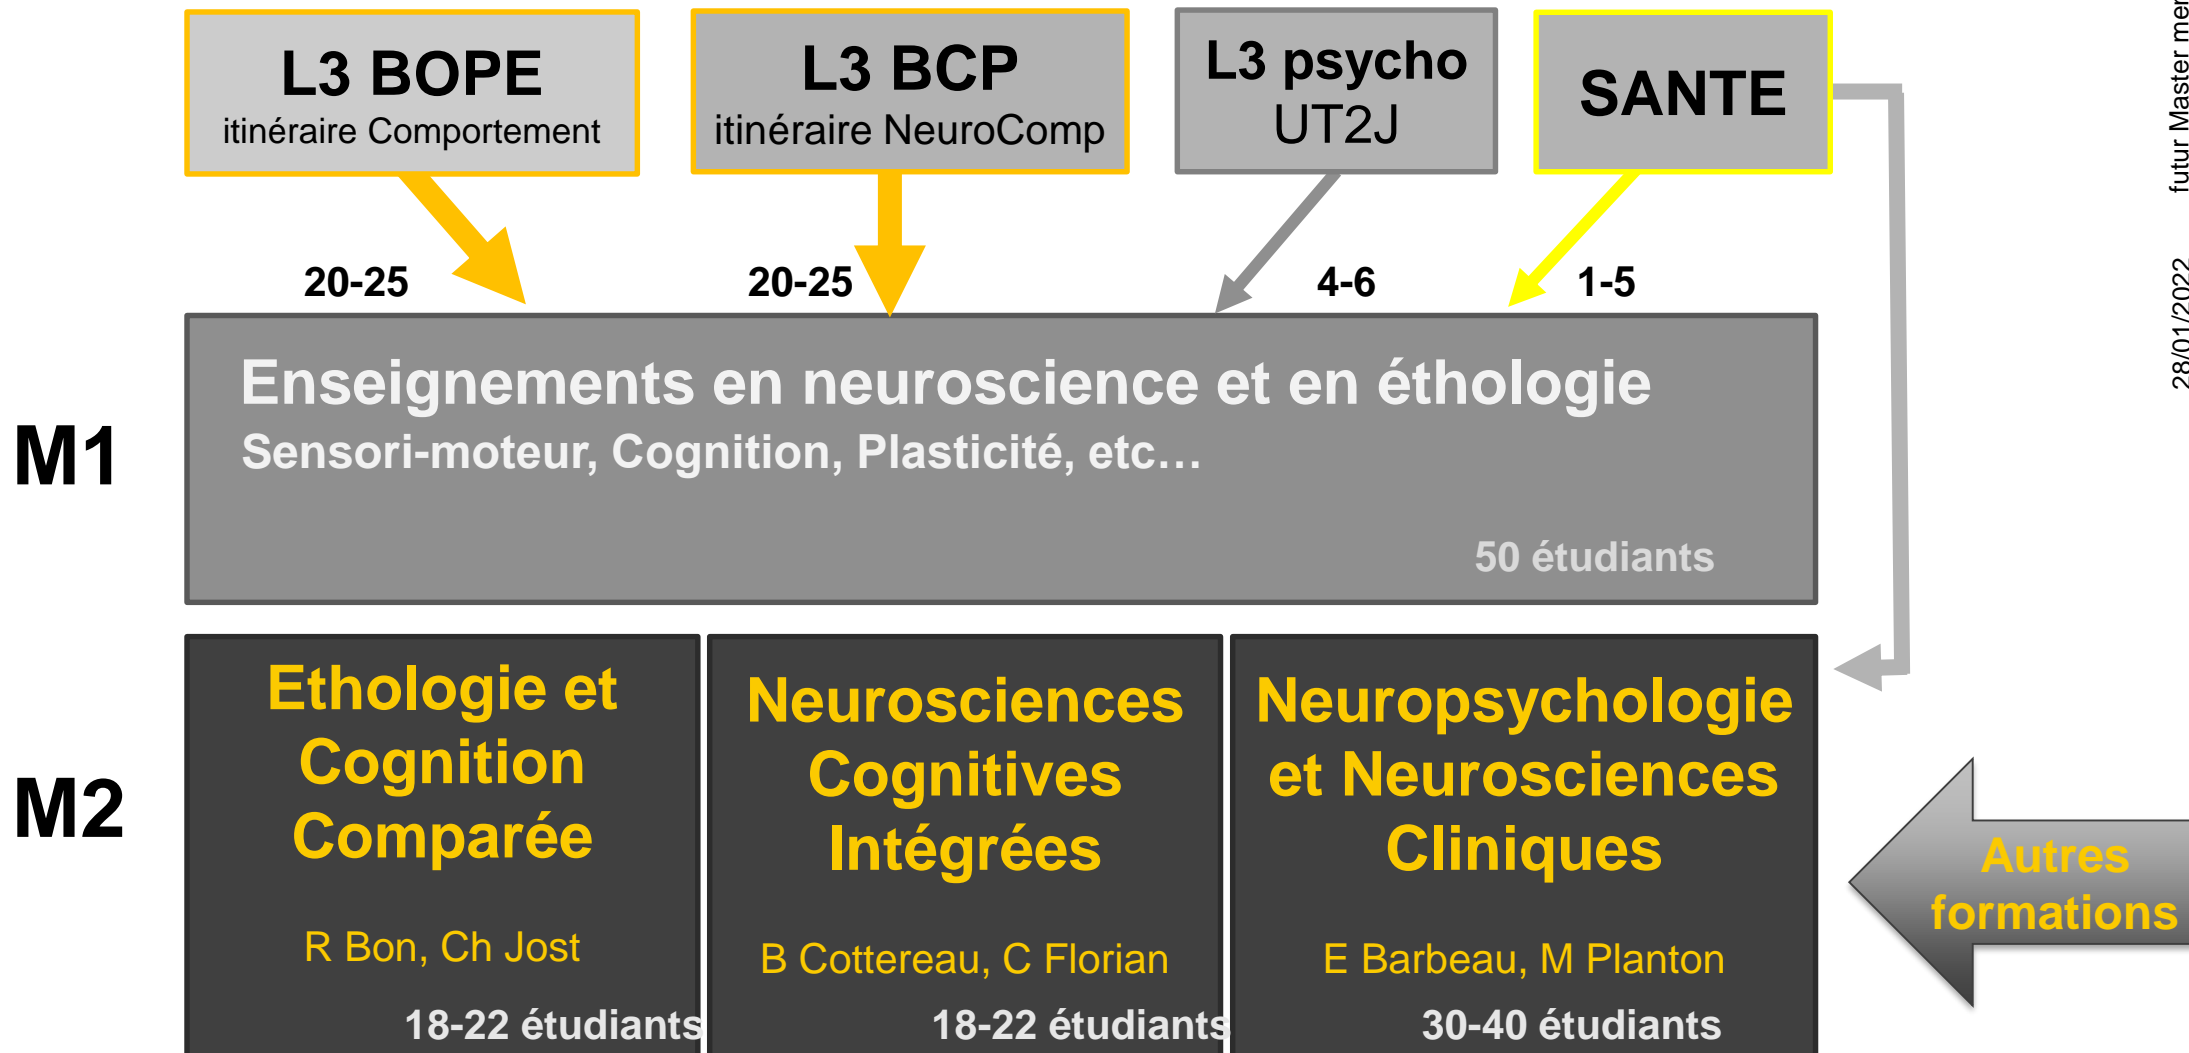 L3 BOPE
itinéraire Comportement
L3 BCP
itinéraire NeuroComp
L3 psycho
UT2J
SANTE
20-25
20-25
4-6
1-5
M1
Enseignements en neuroscience et en éthologie
Sensori-moteur, Cognition, Plasticité, etc…
50 étudiants
M2
Ethologie et
Cognition
Comparée
R Bon, Ch Jost
18-22 étudiants
Neurosciences
Cognitives
Intégrées
B Cottereau, C Florian
18-22 étudiants
Neuropsychologie
et Neurosciences
Cliniques
E Barbeau, M Planton
30-40 étudiants
Autres
formations
28/01/2022 futur Master